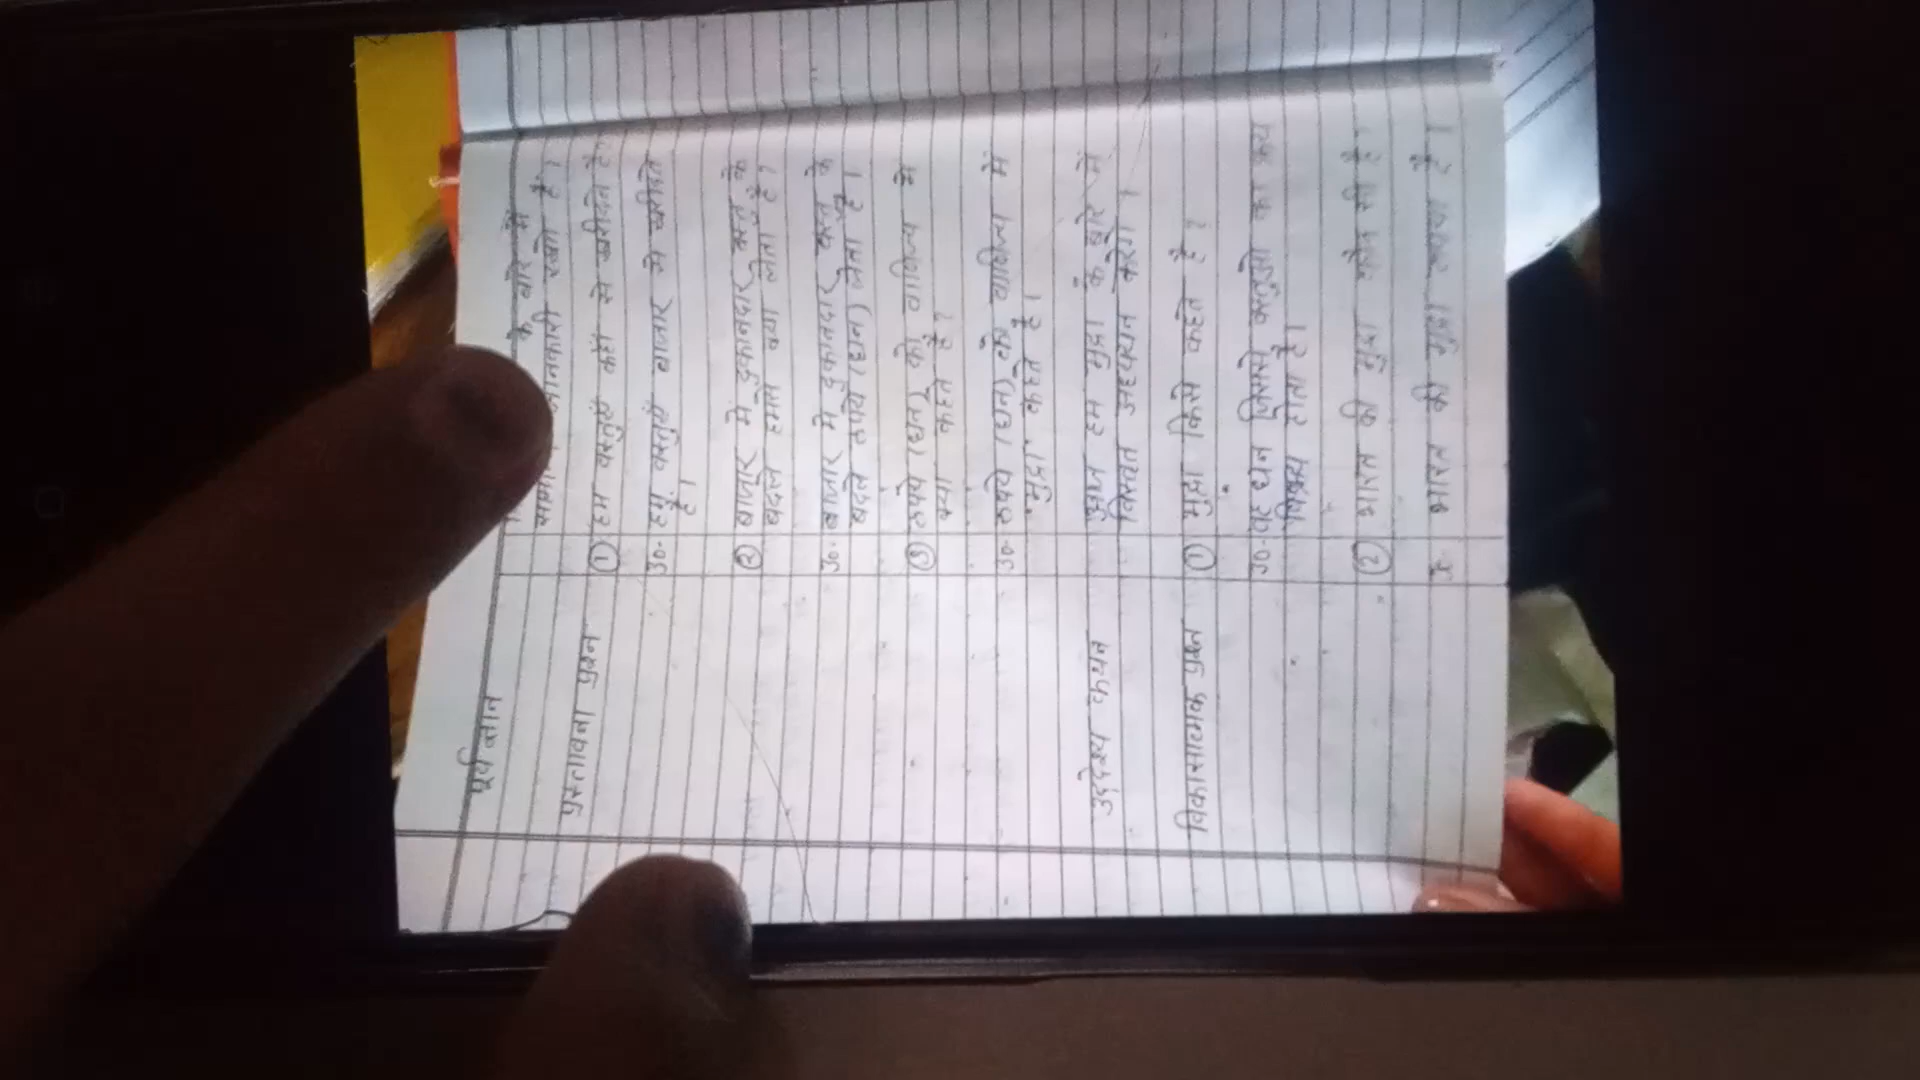 पूर्व ज्ञान
के बारे में
जानकारी रखते हैं।
प्रस्तावना प्रश्न
① हम वस्तुएं कहां से खरीदते हैं?
उ०- हम वस्तुएं बाजार से खरीदते
हैं।
② बाजार मे दुकानदार वस्तु के
बदले हमसे क्या लेता है?
उ०- बाजार मे दुकानदार वस्तु के
बदले रुपये (धन) लेता है।
③ रुपये (धन) को वाणिज्य मे
क्या कहते है?
उ०- रुपये (धन) को वाणिज्य में
मुद्रा कहते है।
उद्देश्य कथन
हम मुद्रा के बारे में
विस्तृत अध्ययन करेगे।
विकासात्मक प्रश्न
① मुद्रा किसे कहते है?
उ०- वह धन जिससे वस्तुओ का क्रय
विक्रय होता है।
② भारत की मुद्रा कौन सी है?
उ० भारत की मुद्रा रुपया है।